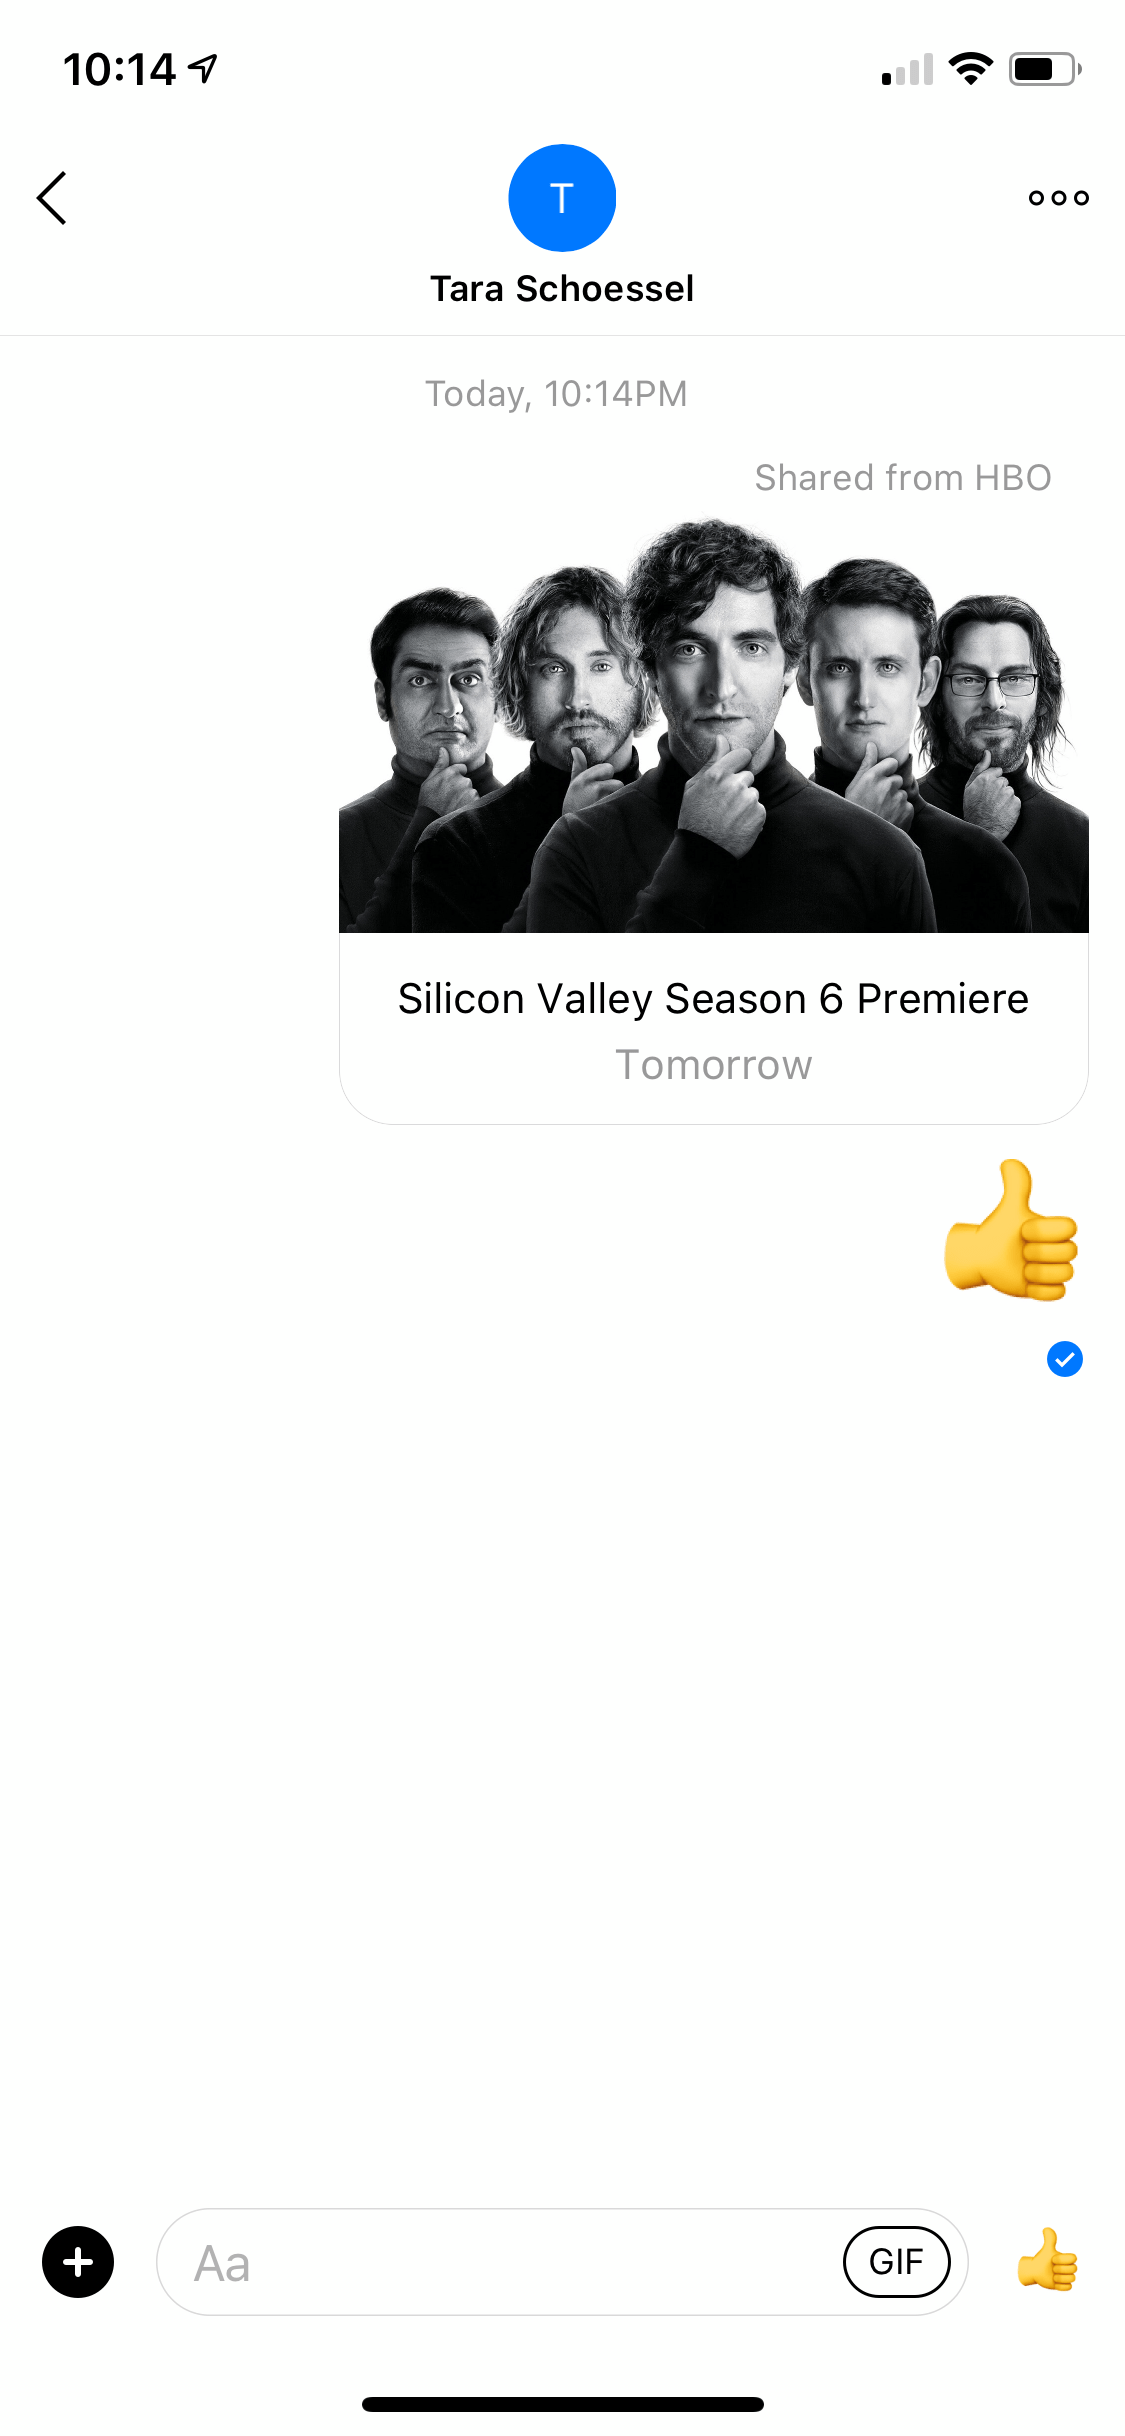 10:14
T
Tara Schoessel
Today, 10:14PM
Shared from HBO
Silicon Valley Season 6 Premiere
Tomorrow
Aa
GIF